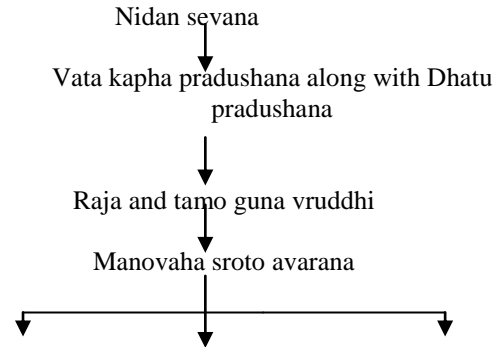 Nidan sevana
Vata kapha pradushana along with Dhatu
pradushana
Raja and tamo guna vruddhi
Manovaha sroto avarana